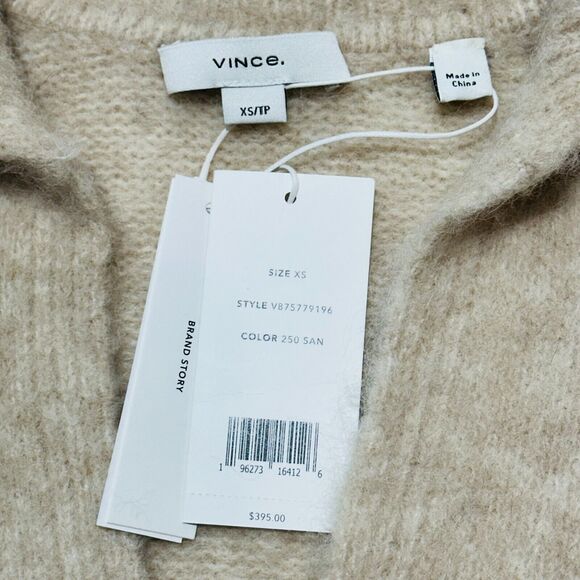 VINCE.
XS/TP
Made in
China
SIZE XS
STYLE VB75779196
COLOR 250 SAN
1 96273 16412 6
$395.00
BRAND STORY